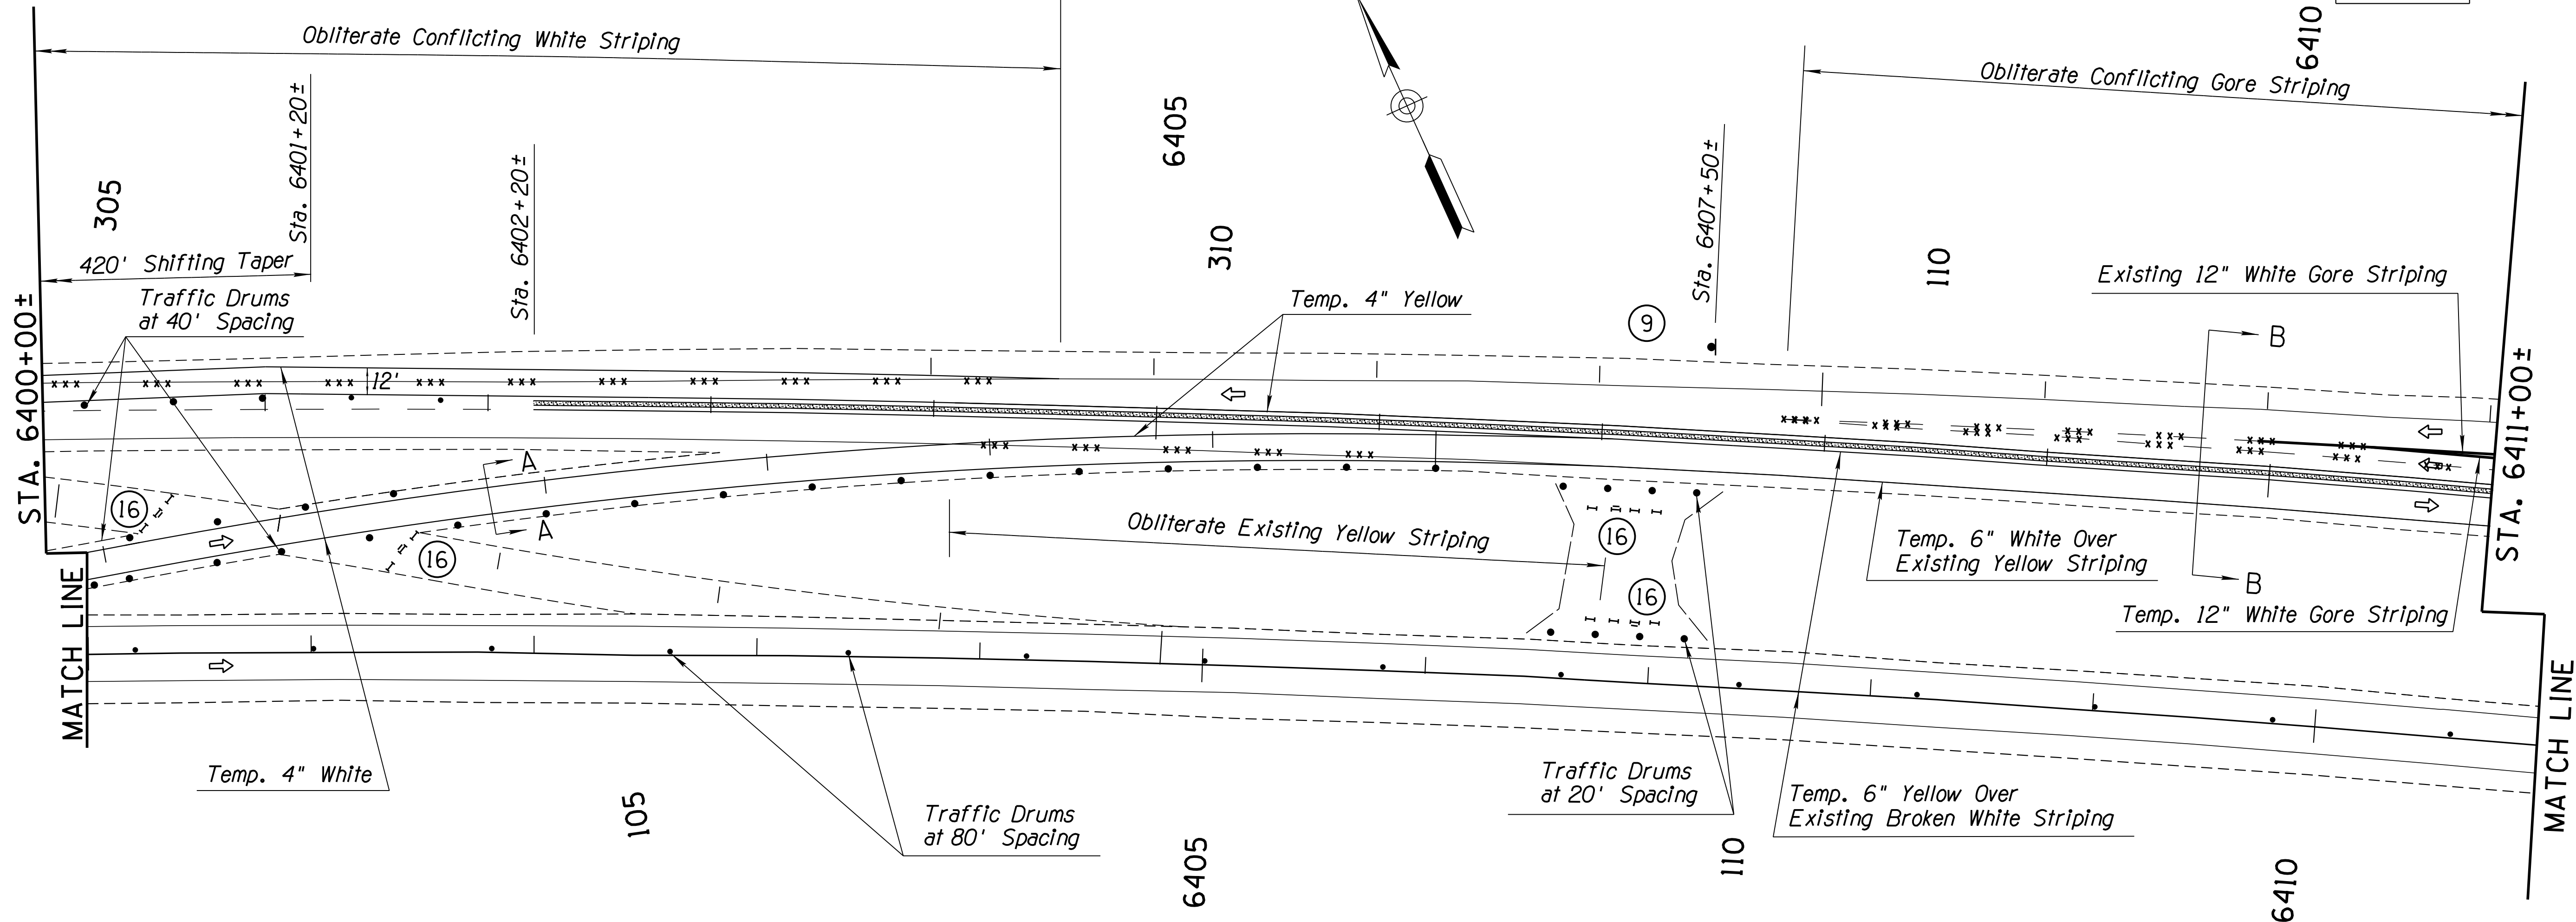 Obliterate Conflicting White Striping
6410
Obliterate Conflicting Gore Striping
6405
Sta. 6401+20±
Sta. 6402+20±
Sta. 6407+50±
305
310
110
420' Shifting Taper
Traffic Drums
at 40' Spacing
Temp. 4" Yellow
9
Existing 12" White Gore Striping
B
STA. 6400+00±
STA. 6411+00±
12'
A
A
16
16
16
16
Obliterate Existing Yellow Striping
Temp. 6" White Over
Existing Yellow Striping
B
Temp. 12" White Gore Striping
MATCH LINE
MATCH LINE
Temp. 4" White
105
Traffic Drums
at 80' Spacing
6405
Traffic Drums
at 20' Spacing
110
Temp. 6" Yellow Over
Existing Broken White Striping
6410